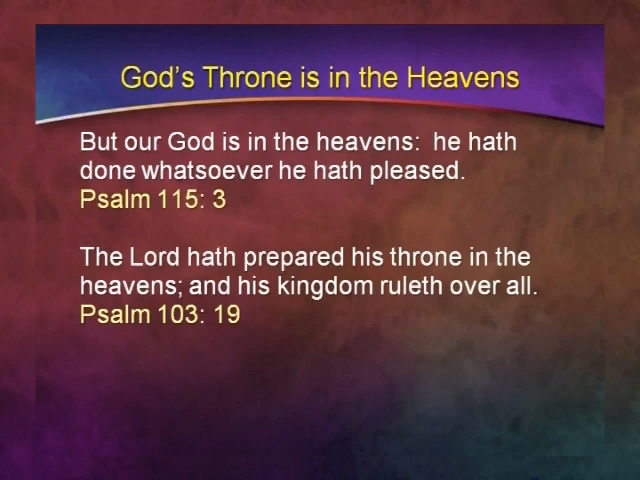 God's Throne is in the Heavens
But our God is in the heavens:  he hath
done whatsoever he hath pleased.
Psalm 115: 3
The Lord hath prepared his throne in the
heavens; and his kingdom ruleth over all.
Psalm 103: 19